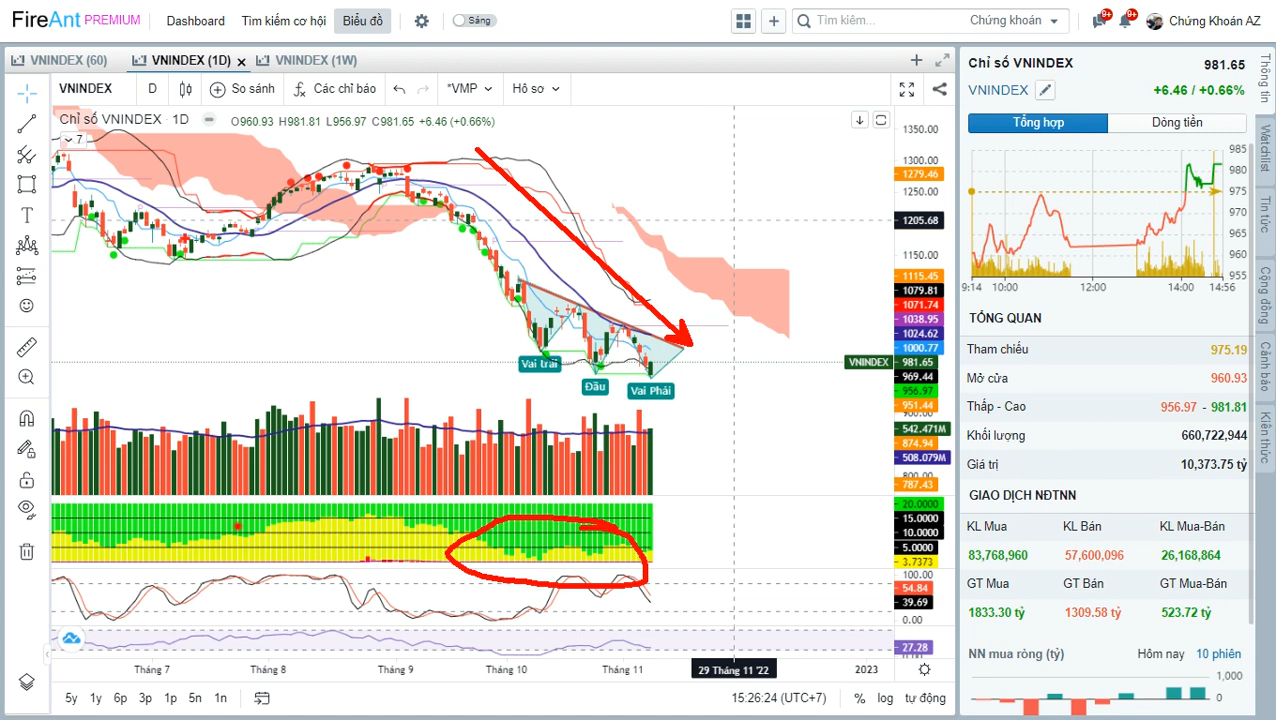 FireAnt PREMIUM
Dashboard
Tìm kiếm cơ hội
Biểu đồ
Sáng
Tìm kiếm...
Chứng khoán
9+
9+
Chứng Khoán AZ
VNINDEX (60)
VNINDEX (1D)
VNINDEX (1W)
VNINDEX
D
So sánh
Các chỉ báo
*VMP
Hồ sơ
Chỉ số VNINDEX · 1D
O960.93 H981.81 L956.97 C981.65 +6.46 (+0.66%)
7
1350.00
1300.00
1279.46
1250.00
1205.68
1150.00
1115.45
1079.81
1071.74
1038.95
1024.62
1000.77
VNINDEX
981.65
969.44
956.97
951.44
542.471M
874.94
508.079M
787.43
Vai trái
Đầu
Vai Phải
20.0000
15.0000
10.0000
5.0000
3.7373
100.00
54.84
39.69
0.00
27.28
Tháng 7
Tháng 8
Tháng 9
Tháng 10
Tháng 11
29 Tháng 11 '22
2023
5y
1y
6p
3p
1p
5n
1n
15:26:24 (UTC+7)
%
log
tự động
Chỉ số VNINDEX
981.65
VNINDEX
+6.46 / +0.66%
Tổng hợp
Dòng tiền
985
980
975
970
965
960
955
9:14
10:00
12:00
14:00
14:56
TỔNG QUAN
Tham chiếu
975.19
Mở cửa
960.93
Thấp - Cao
956.97 - 981.81
Khối lượng
660,722,944
Giá trị
10,373.75 tỷ
GIAO DỊCH NĐTNN
KL Mua
KL Bán
KL Mua-Bán
83,768,960
57,600,096
26,168,864
GT Mua
GT Bán
GT Mua-Bán
1833.30 tỷ
1309.58 tỷ
523.72 tỷ
NN mua ròng (tỷ)
Hôm nay
10 phiên
1,000
0
Thông tin
Watchlist
Tin tức
Cộng đồng
Cảnh báo
Kiến thức